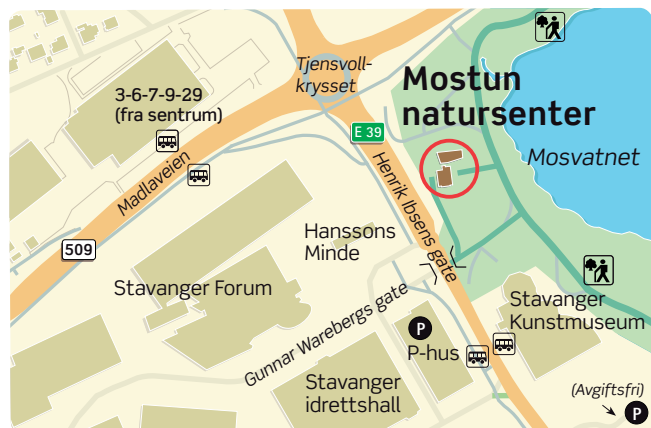 Tjensvoll-
krysset
Mostun
natursenter
3-6-7-9-29
(fra sentrum)
E 39
Mosvatnet
Madlaveien
Henrik Ibsens gate
509
Hanssons
Minde
Stavanger Forum
Gunnar Warebergs gate
Stavanger
Kunstmuseum
P
P-hus
Stavanger
idrettshall
(Avgiftsfri)
P